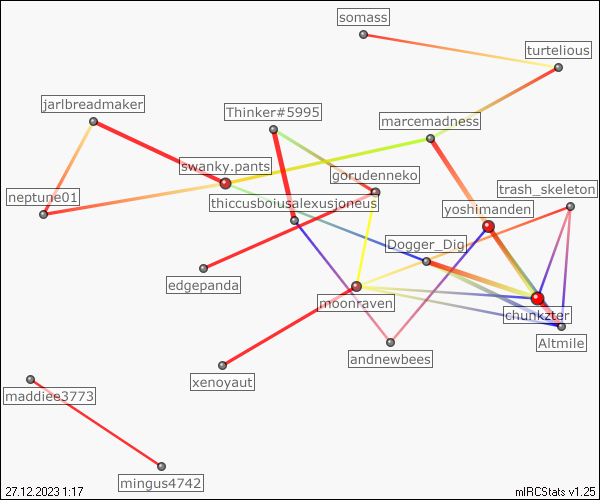 somass
turtelious
jarlbreadmaker
Thinker#5995
marcemadness
swanky.pants
gorudenneko
trash_skeleton
neptune01
thiccusboiusalexusjoneus
yoshimanden
Dogger_Dig
edgepanda
moonraven
chunkzter
Altmile
andnewbees
xenoyaut
maddiee3773
mingus4742
27.12.2023 1:17
mIRCStats v1.25